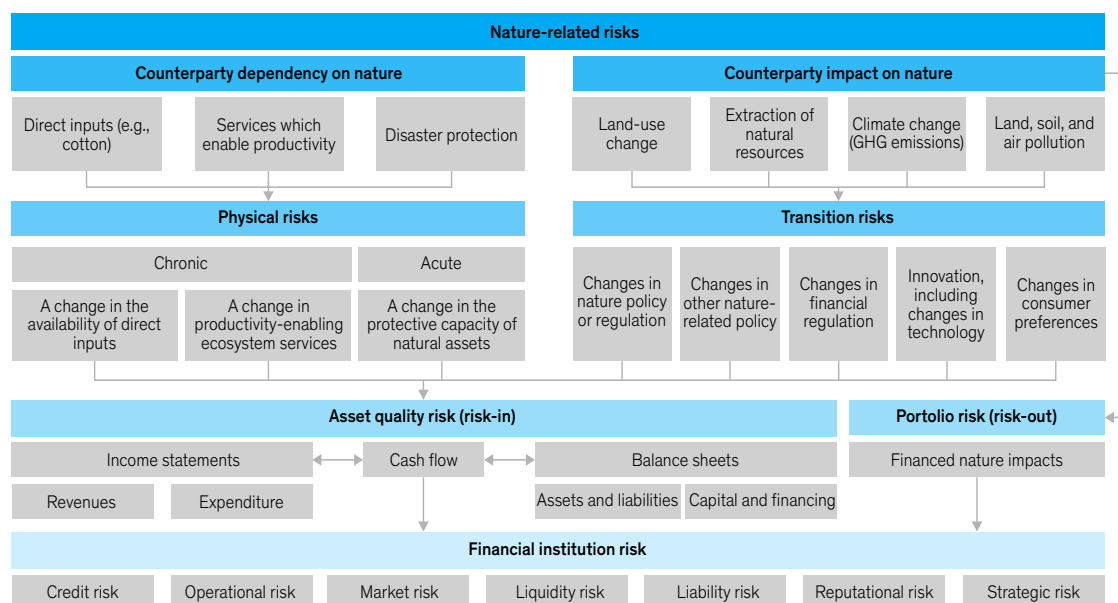 Nature-related risks
Counterparty dependency on nature
Counterparty impact on nature
Direct inputs (e.g.,
cotton)
Services which
enable productivity
Disaster protection
Land-use
change
Extraction of
natural
resources
Climate change
(GHG emissions)
Land, soil, and
air pollution
Physical risks
Transition risks
Chronic
Acute
A change in the
availability of direct
inputs
A change in
productivity-enabling
ecosystem services
A change in the
protective capacity of
natural assets
Changes in
nature policy
or regulation
Changes in
other nature-
related policy
Changes in
financial
regulation
Innovation,
including
changes in
technology
Changes in
consumer
preferences
Asset quality risk (risk-in)
Portolio risk (risk-out)
Income statements
Cash flow
Balance sheets
Financed nature impacts
Revenues
Expenditure
Assets and liabilities
Capital and financing
Financial institution risk
Credit risk
Operational risk
Market risk
Liquidity risk
Liability risk
Reputational risk
Strategic risk